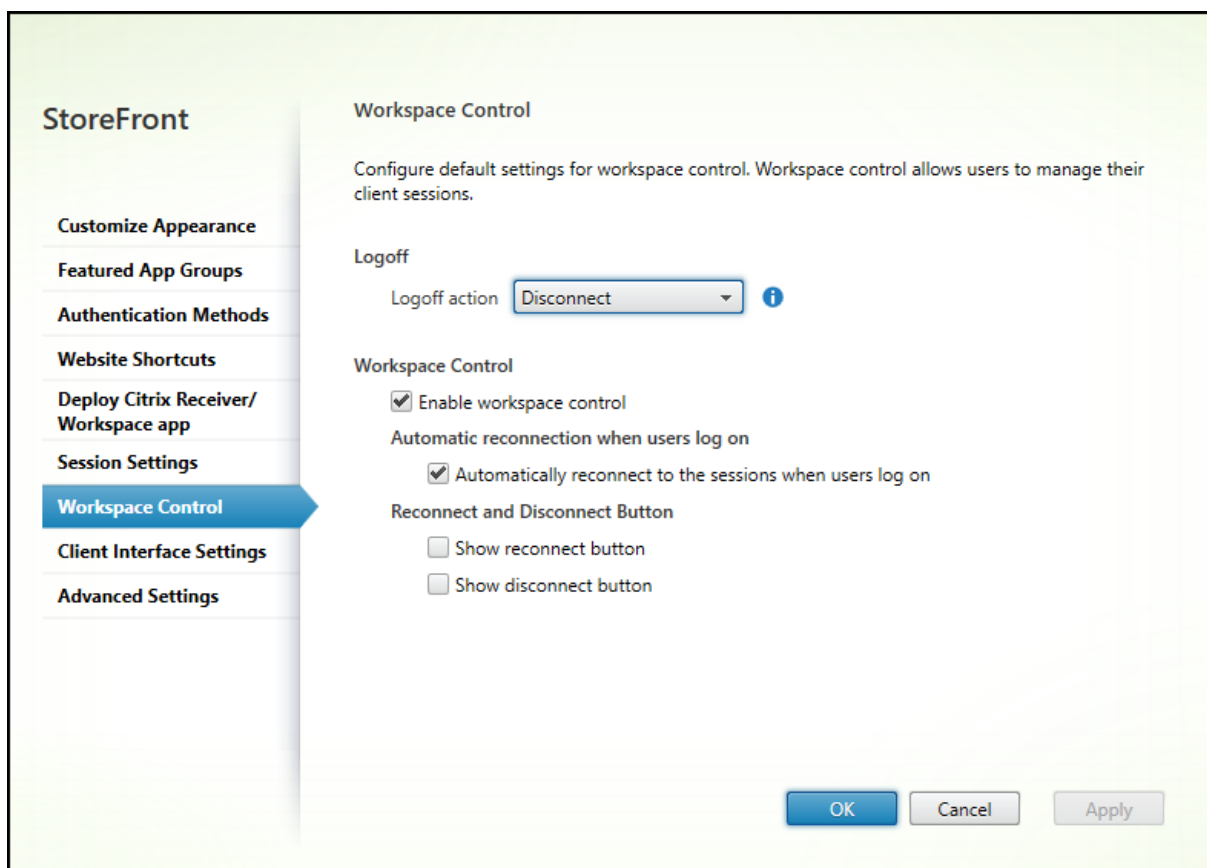 StoreFront
Customize Appearance
Featured App Groups
Authentication Methods
Website Shortcuts
Deploy Citrix Receiver/
Workspace app
Session Settings
Workspace Control
Client Interface Settings
Advanced Settings
Workspace Control
Configure default settings for workspace control. Workspace control allows users to manage their
client sessions.
Logoff
Logoff action Disconnect
Workspace Control
Enable workspace control
Automatic reconnection when users log on
Automatically reconnect to the sessions when users log on
Reconnect and Disconnect Button
Show reconnect button
Show disconnect button
OK Cancel Apply